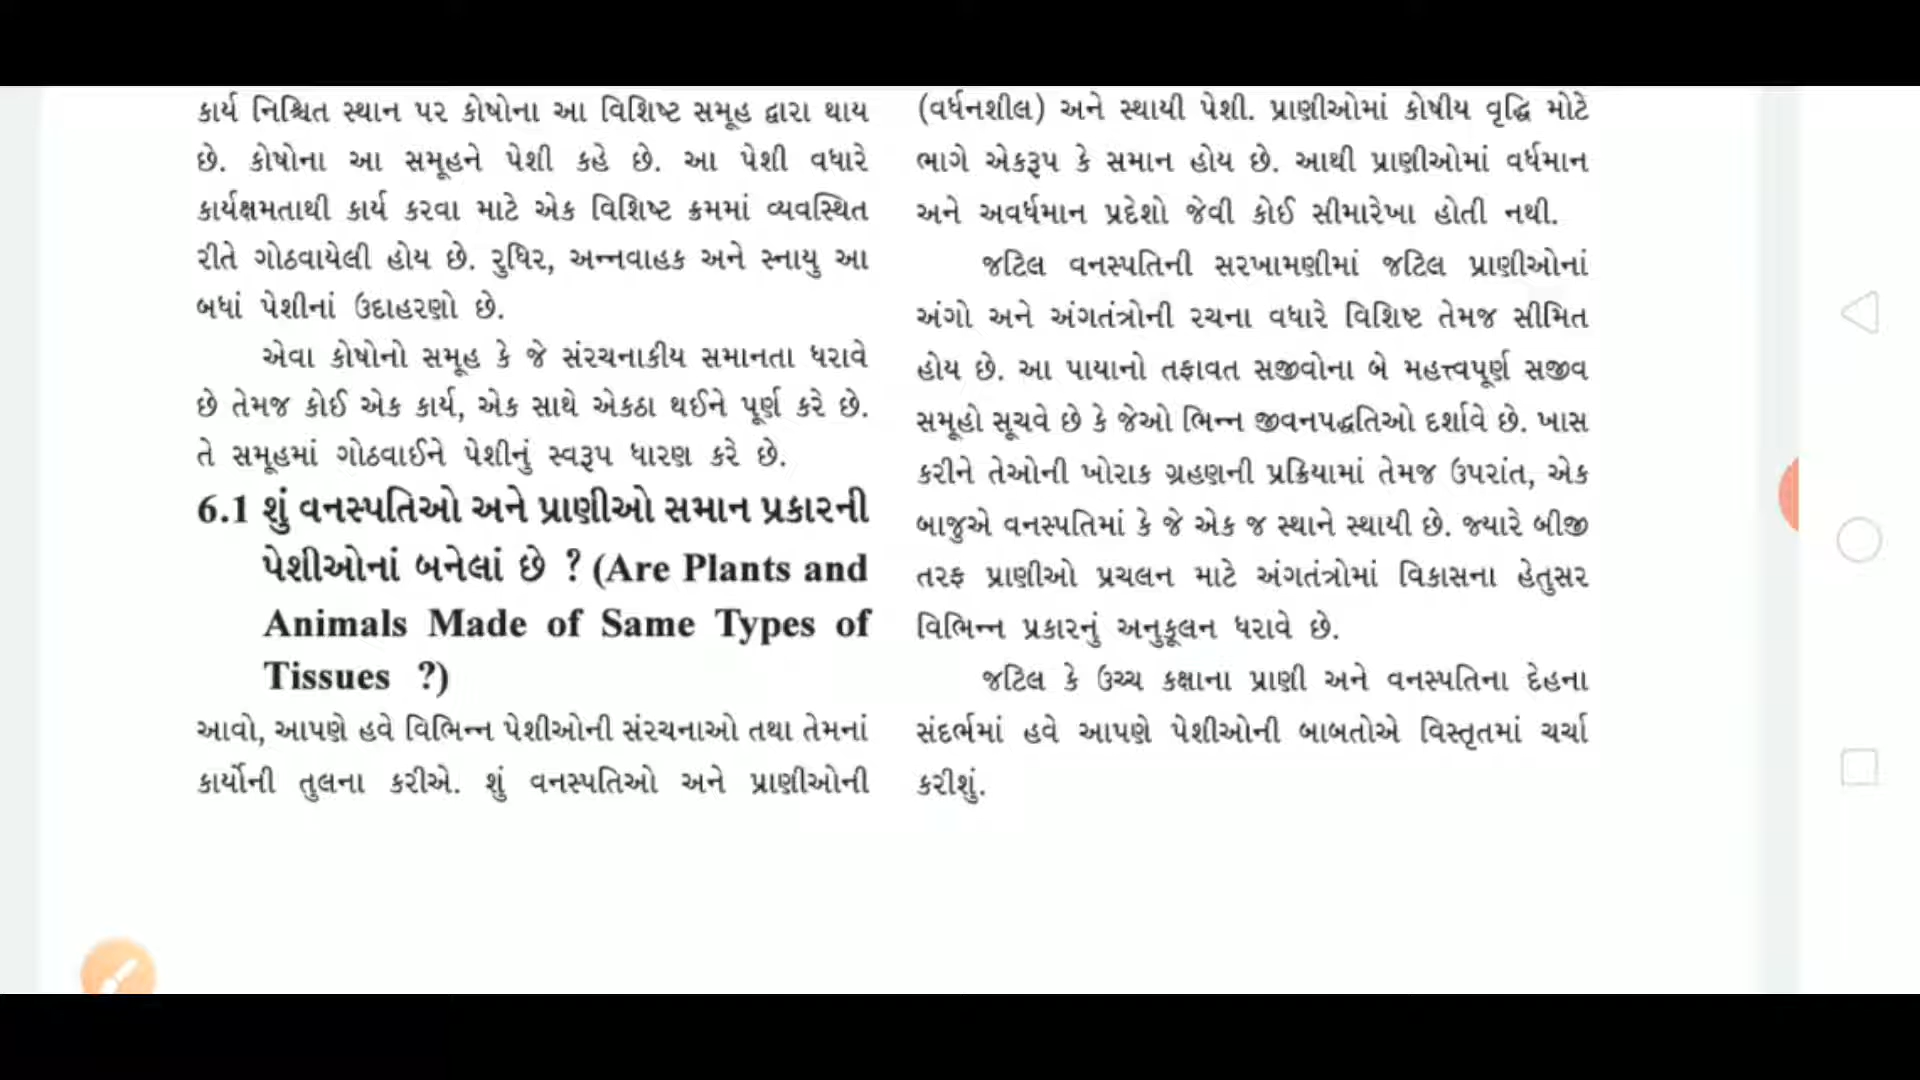 કાર્ય નિશ્ચિત સ્થાન પર કોષોના આ વિશિષ્ટ સમૂહ દ્વારા થાય
છે. કોષોના આ સમૂહને પેશી કહે છે. આ પેશી વધારે
કાર્યક્ષમતાથી કાર્ય કરવા માટે એક વિશિષ્ટ ક્રમમાં વ્યવસ્થિત
રીતે ગોઠવાયેલી હોય છે. રુધિર, અન્નવાહક અને સ્નાયુ આ
બધાં પેશીનાં ઉદાહરણો છે.
એવા કોષોનો સમૂહ કે જે સંરચનાકીય સમાનતા ધરાવે
છે તેમજ કોઈ એક કાર્ય, એક સાથે એકઠા થઈને પૂર્ણ કરે છે.
તે સમૂહમાં ગોઠવાઈને પેશીનું સ્વરૂપ ધારણ કરે છે.
6.1 શું વનસ્પતિઓ અને પ્રાણીઓ સમાન પ્રકારની
પેશીઓનાં બનેલાં છે ? (Are Plants and
Animals Made of Same Types of
Tissues ?)
આવો, આપણે હવે વિભિન્ન પેશીઓની સંરચનાઓ તથા તેમનાં
કાર્યોની તુલના કરીએ. શું વનસ્પતિઓ અને પ્રાણીઓની
(વર્ધનશીલ) અને સ્થાયી પેશી. પ્રાણીઓમાં કોષીય વૃદ્ધિ મોટે
ભાગે એકરૂપ કે સમાન હોય છે. આથી પ્રાણીઓમાં વર્ધમાન
અને અવર્ધમાન પ્રદેશો જેવી કોઈ સીમારેખા હોતી નથી.
જટિલ વનસ્પતિની સરખામણીમાં જટિલ પ્રાણીઓનાં
અંગો અને અંગતંત્રોની રચના વધારે વિશિષ્ટ તેમજ સીમિત
હોય છે. આ પાયાનો તફાવત સજીવોના બે મહત્ત્વપૂર્ણ સજીવ
સમૂહો સૂચવે છે કે જેઓ ભિન્ન જીવનપદ્ધતિઓ દર્શાવે છે. ખાસ
કરીને તેઓની ખોરાક ગ્રહણની પ્રક્રિયામાં તેમજ ઉપરાંત, એક
બાજુએ વનસ્પતિમાં કે જે એક જ સ્થાને સ્થાયી છે. જ્યારે બીજી
તરફ પ્રાણીઓ પ્રચલન માટે અંગતંત્રોમાં વિકાસના હેતુસર
વિભિન્ન પ્રકારનું અનુકૂલન ધરાવે છે.
જટિલ કે ઉચ્ચ કક્ષાના પ્રાણી અને વનસ્પતિના દેહના
સંદર્ભમાં હવે આપણે પેશીઓની બાબતોએ વિસ્તૃતમાં ચર્ચા
કરીશું.